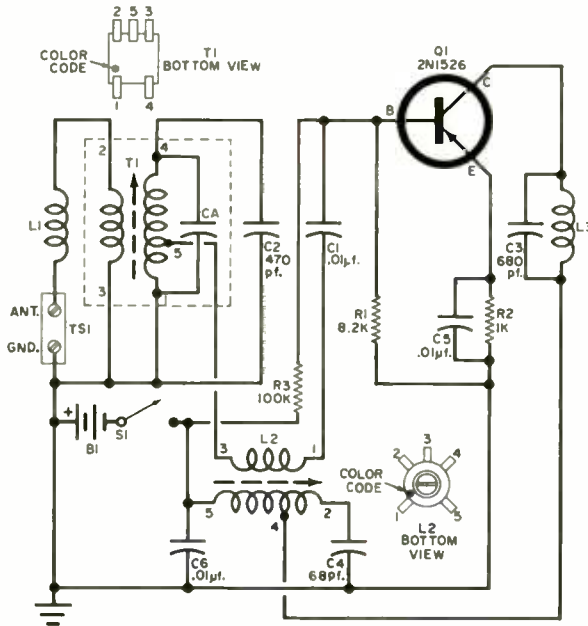 2 5 3
COLOR
CODE
1 4
T1
BOTTOM VIEW
Q1
2N1526
B
C
E
L1
2
T1
4
CA
5
3
C2
470
pf.
C1
.01µf.
R1
8.2K
C3
680
pf.
L3
C5
.01µf.
R2
1K
ANT.
GND.
TS1
R3
100K
+
B1
S1
3 L2 1
5 4 2
C6
.01µf.
C4
68pf.
COLOR
CODE
1 2 3 4 5
L2
BOTTOM
VIEW